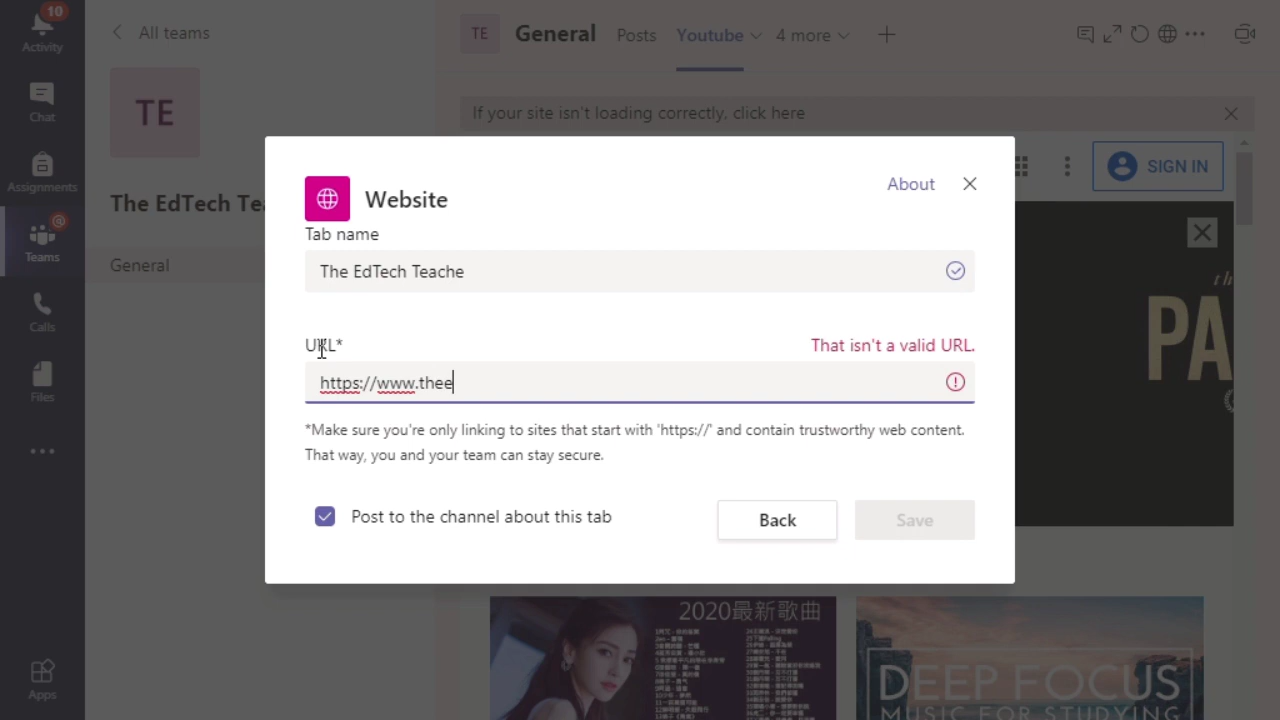 10
Activity
Chat
Assignments
Teams
Calls
Files
Apps
All teams
TE
The EdTech Tea
General
TE
General
Posts
Youtube
4 more
If your site isn't loading correctly, click here
SIGN IN
th
PA
Website
About
Tab name
The EdTech Teache
URL*
That isn't a valid URL.
https://www.thee
*Make sure you're only linking to sites that start with 'https://' and contain trustworthy web content.
That way, you and your team can stay secure.
Post to the channel about this tab
Back
Save
2020最新歌曲
DEEP FOCUS
MUSIC FOR STUDYING